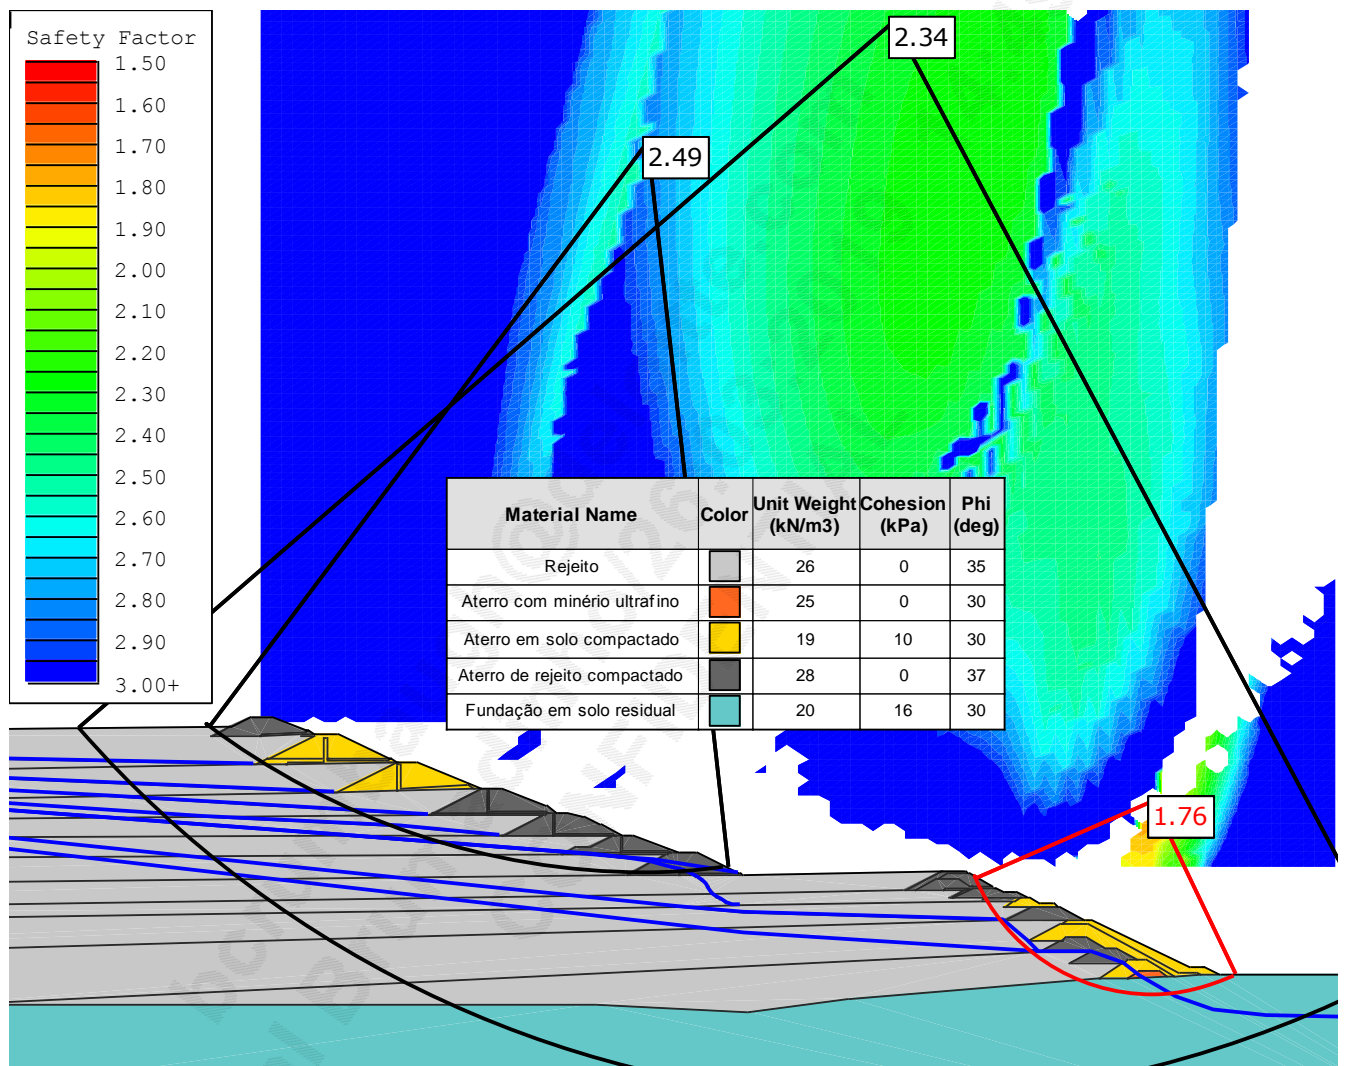 Safety Factor
1.50
1.60
1.70
1.80
1.90
2.00
2.10
2.20
2.30
2.40
2.50
2.60
2.70
2.80
2.90
3.00+
2.34
2.49
Material Name Color Unit Weight (kN/m3) Cohesion (kPa) Phi (deg)
Rejeito 26 0 35
Aterro com minério ultrafino 25 0 30
Aterro em solo compactado 19 10 30
Aterro de rejeito compactado 28 0 37
Fundação em solo residual 20 16 30
1.76